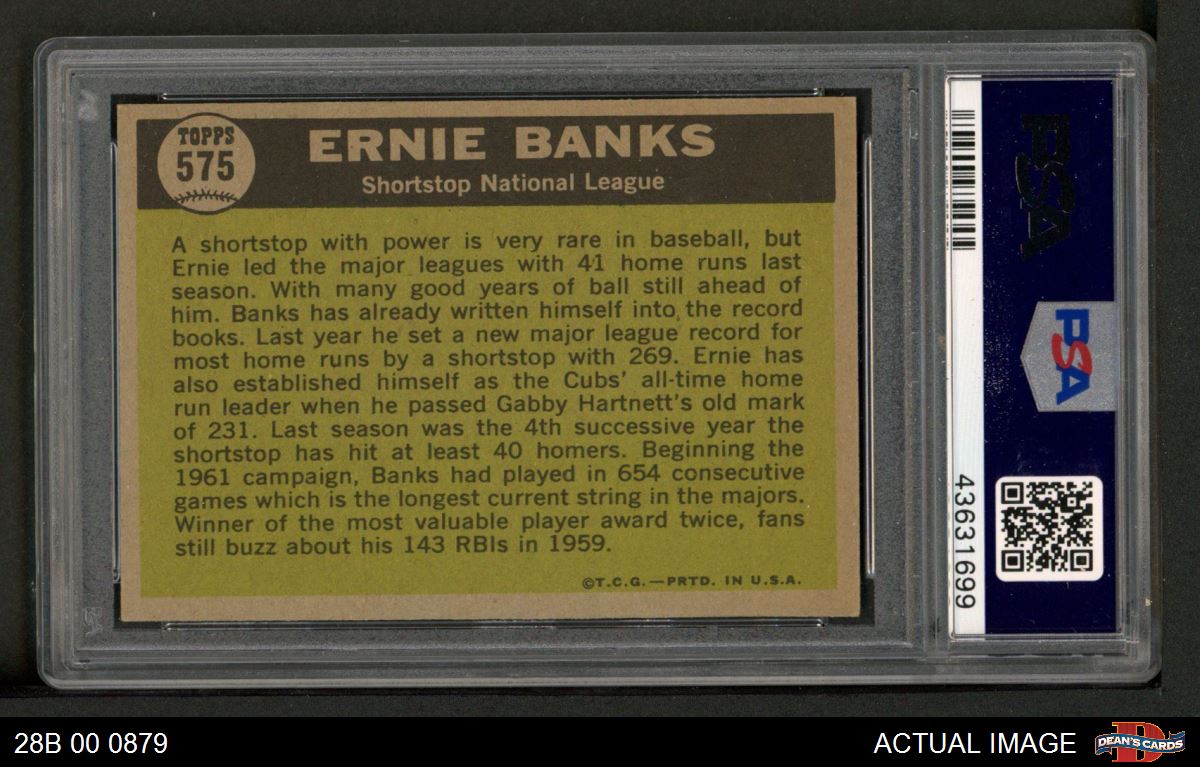 TOPPS
575
ERNIE BANKS
Shortstop National League
A shortstop with power is very rare in baseball, but
Ernie led the major leagues with 41 home runs last
season. With many good years of ball still ahead of
him. Banks has already written himself into the record
books. Last year he set a new major league record for
most home runs by a shortstop with 269. Ernie has
also established himself as the Cubs' all-time home
run leader when he passed Gabby Hartnett's old mark
of 231. Last season was the 4th successive year the
shortstop has hit at least 40 homers. Beginning the
1961 campaign, Banks had played in 654 consecutive
games which is the longest current string in the majors.
Winner of the most valuable player award twice, fans
still buzz about his 143 RBIs in 1959.
©T.C.G.—PRTD. IN U.S.A.
PSA
PSA
43631699
28B 00 0879
ACTUAL IMAGE
D
DEAN'S CARDS